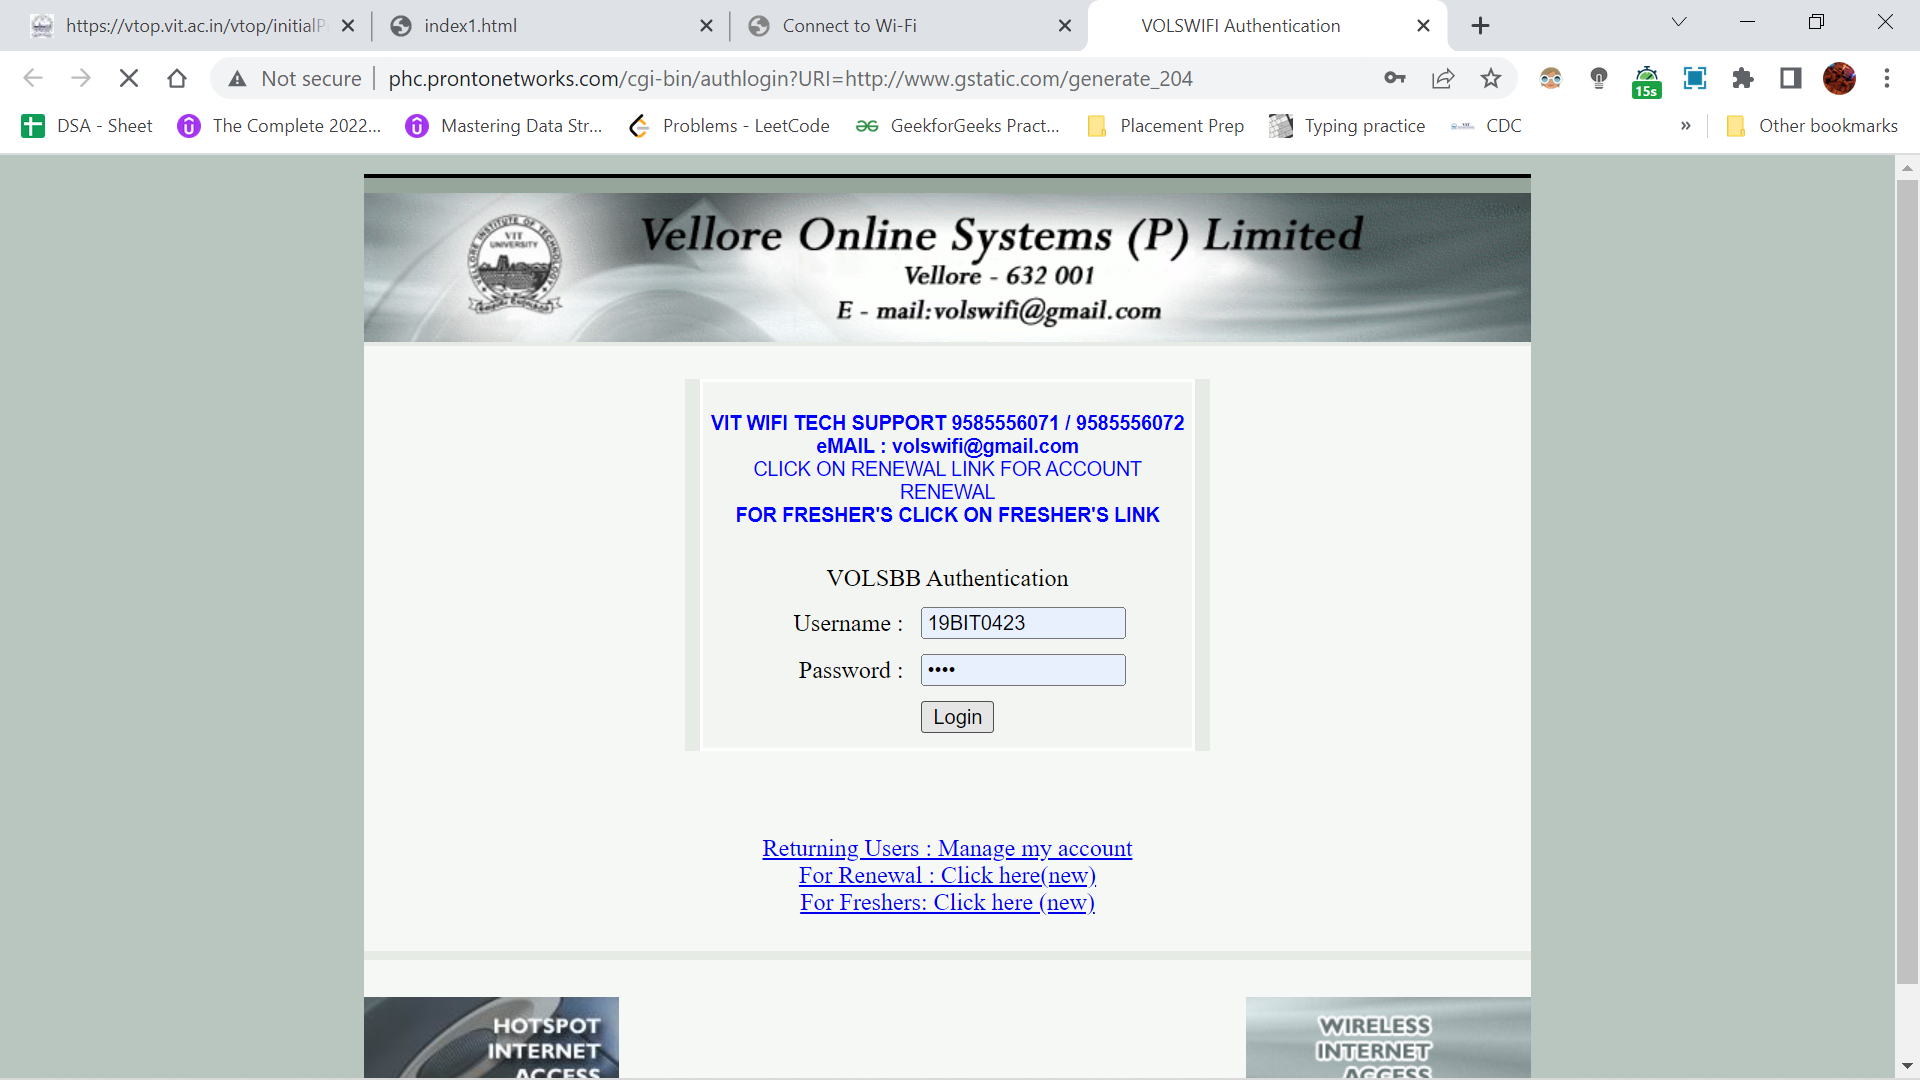 https://vtop.vit.ac.in/vtop/initialP
index1.html
Connect to Wi-Fi
VOLSWIFI Authentication
Not secure
phc.prontonetworks.com/cgi-bin/authlogin?URI=http://www.gstatic.com/generate_204
15s
DSA - Sheet
The Complete 2022...
Mastering Data Str...
Problems - LeetCode
GeekforGeeks Pract...
Placement Prep
Typing practice
CDC
»
Other bookmarks
VIT
UNIVERSITY
VELLORE INSTITUTE OF TECHNOLOGY
Vellore Online Systems (P) Limited
Vellore - 632 001
E - mail:volswifi@gmail.com
VIT WIFI TECH SUPPORT 9585556071 / 9585556072
eMAIL : volswifi@gmail.com
CLICK ON RENEWAL LINK FOR ACCOUNT
RENEWAL
FOR FRESHER'S CLICK ON FRESHER'S LINK
VOLSBB Authentication
Username : 19BIT0423
Password : ••••
Login
Returning Users : Manage my account
For Renewal : Click here(new)
For Freshers: Click here (new)
HOTSPOT
INTERNET
ACCESS
WIRELESS
INTERNET
ACCESS